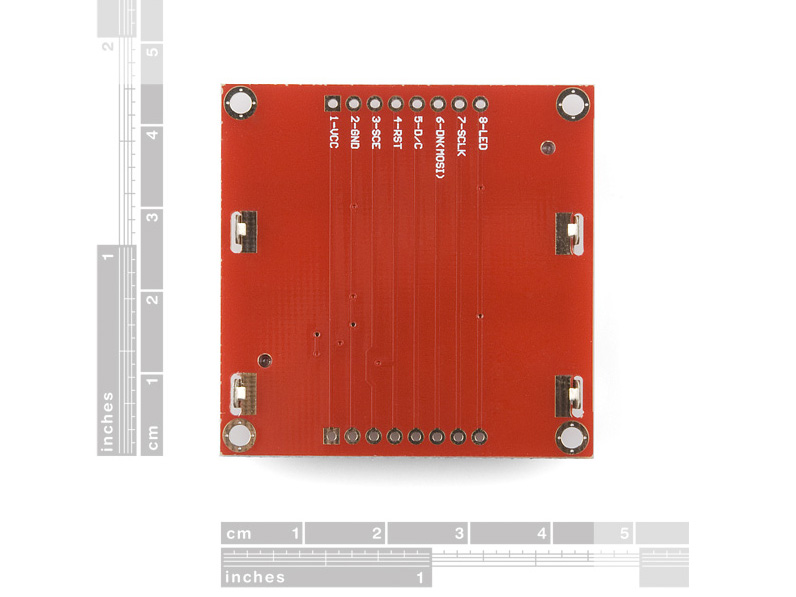 2
5
4
3
1
2
1
inches
cm
1-VCC
2-GND
3-SCE
4-RST
5-D/C
6-DN(MOSI)
7-SCLK
8-LED
cm 1 2 3 4 5
inches 1